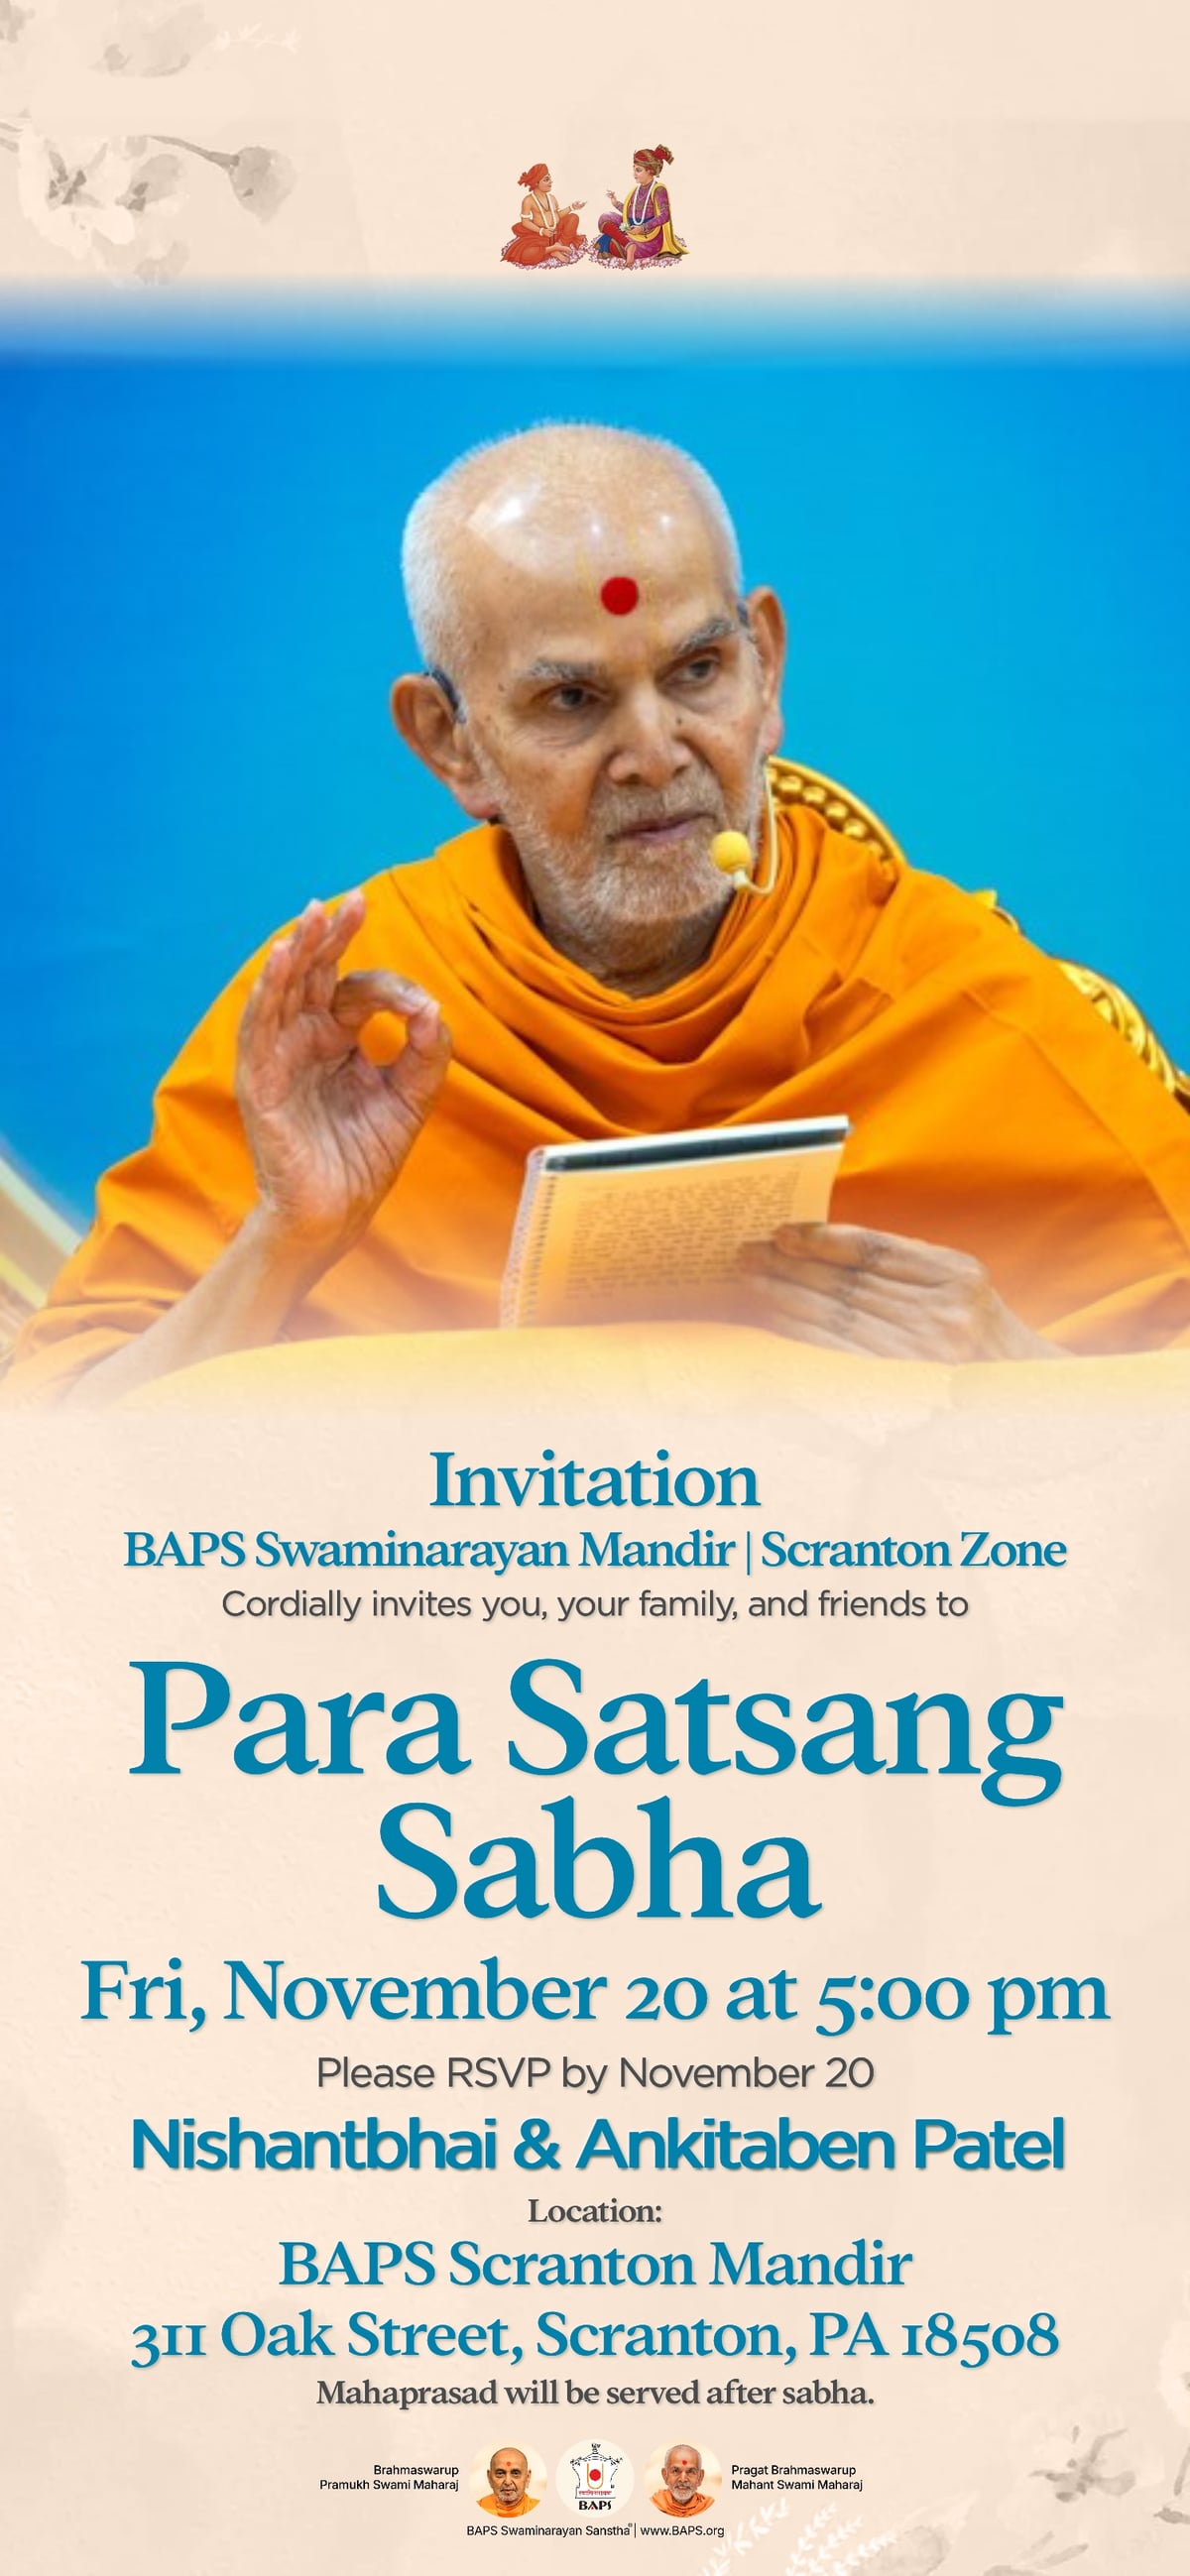 Invitation
BAPS Swaminarayan Mandir | Scranton Zone
Cordially invites you, your family, and friends to
Para Satsang
Sabha
Fri, November 20 at 5:00 pm
Please RSVP by November 20
Nishantbhai & Ankitaben Patel
Location:
BAPS Scranton Mandir
311 Oak Street, Scranton, PA 18508
Mahaprasad will be served after sabha.
Brahmaswarup
Pramukh Swami Maharaj
BAPS
Pragat Brahmaswarup
Mahant Swami Maharaj
BAPS Swaminarayan Sanstha® | www.BAPS.org